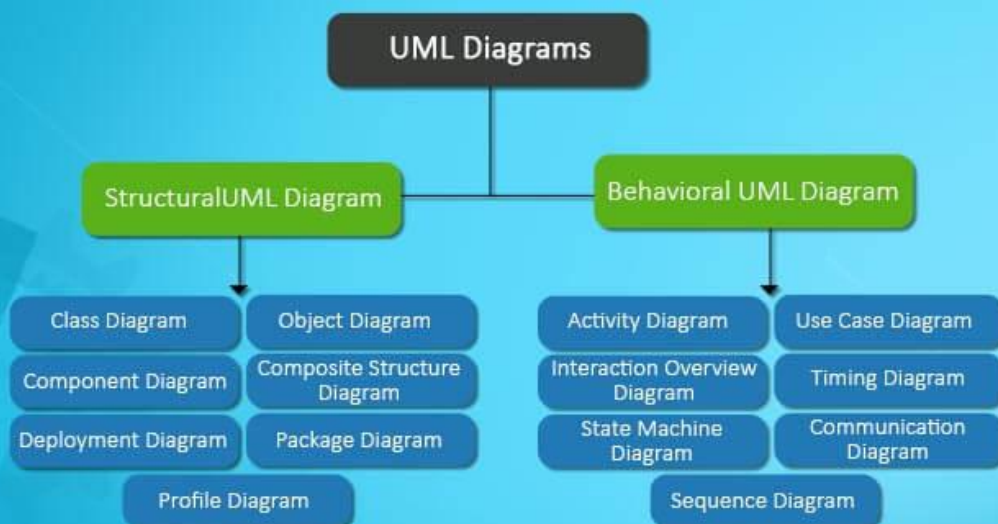 UML Diagrams
StructuralUML Diagram
Behavioral UML Diagram
Class Diagram
Object Diagram
Component Diagram
Composite Structure
Diagram
Deployment Diagram
Package Diagram
Profile Diagram
Activity Diagram
Use Case Diagram
Interaction Overview
Diagram
Timing Diagram
State Machine
Diagram
Communication
Diagram
Sequence Diagram